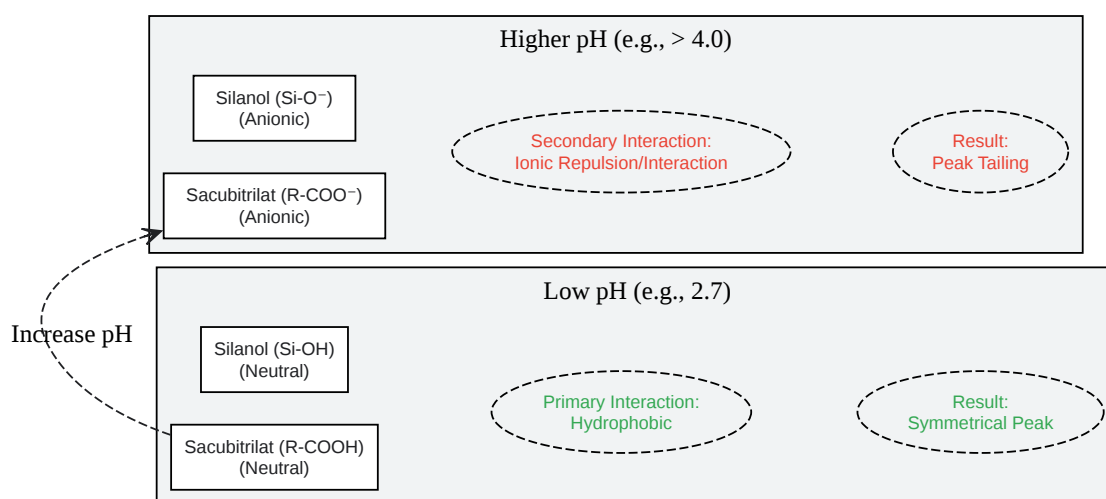 Higher pH (e.g., > 4.0)
Silanol (Si-O⁻)
(Anionic)
Secondary Interaction:
Ionic Repulsion/Interaction
Result:
Peak Tailing
Sacubitrilat (R-COO⁻)
(Anionic)
Low pH (e.g., 2.7)
Increase pH
Silanol (Si-OH)
(Neutral)
Primary Interaction:
Hydrophobic
Result:
Symmetrical Peak
Sacubitrilat (R-COOH)
(Neutral)